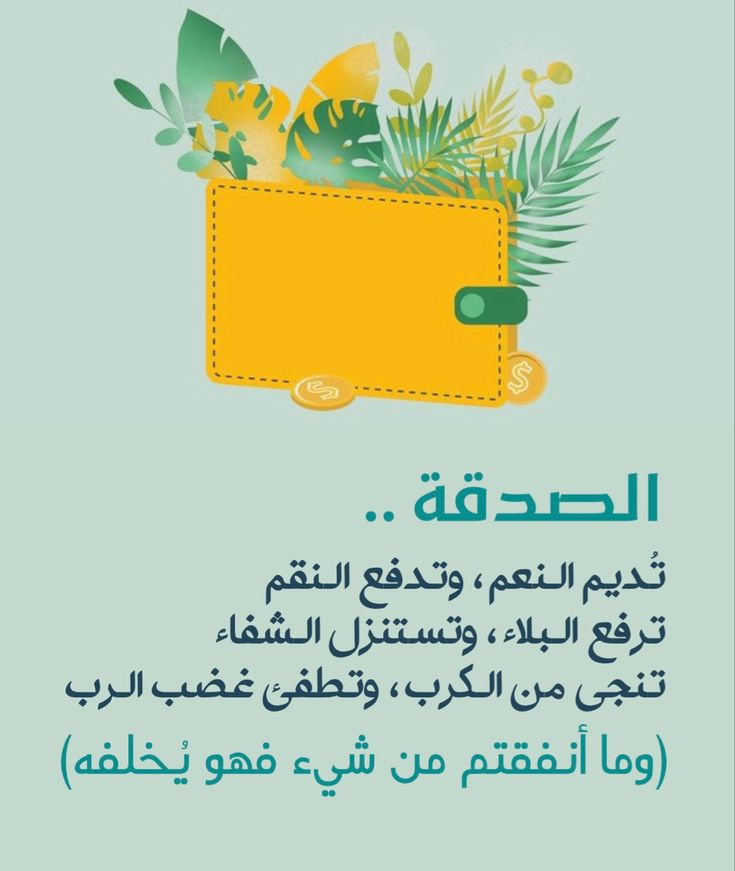 الصدقة ..
تُديم النعم، وتدفع النقم
ترفع البلاء، وتستنزل الشفاء
تنجى من الكرب، وتطفئ غضب الرب
(وما أنفقتم من شيء فهو يُخلفه)